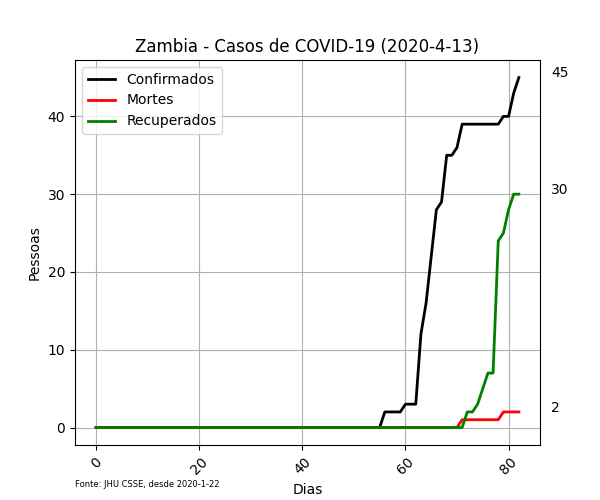 Zambia - Casos de COVID-19 (2020-4-13)
Confirmados
Mortes
Recuperados
45
30
2
40
30
20
10
0
Pessoas
0
20
40
60
80
Dias
Fonte: JHU CSSE, desde 2020-1-22